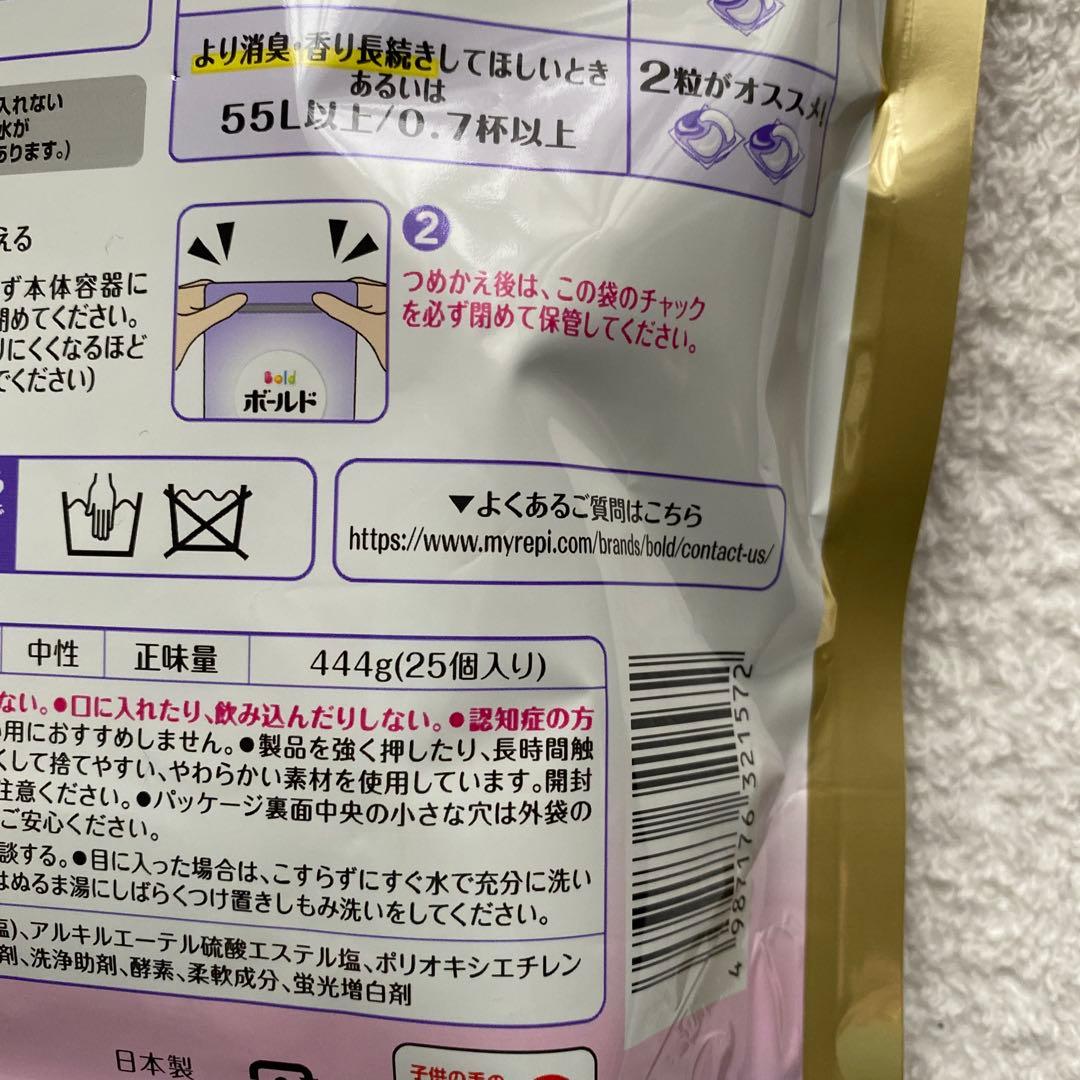 より消臭・香り長続きしてほしいとき
あるいは
55L以上/0.7杯以上
2粒がオススメ!
入れない
水が
あります。)
える
ず本体容器に
閉めてください。
りにくくなるほど
でください)
Bold
ボールド
2
つめかえ後は、この袋のチャック
を必ず閉めて保管してください。
▼よくあるご質問はこちら
https://www.myrepi.com/brands/bold/contact-us/
中性 正味量 444g(25個入り)
ない。●口に入れたり、飲み込んだりしない。●認知症の方
い用におすすめしません。●製品を強く押したり、長時間触
くして捨てやすい、やわらかい素材を使用しています。開封
注意ください。●パッケージ裏面中央の小さな穴は外袋の
ご安心ください。
談する。●目に入った場合は、こすらずにすぐ水で充分に洗い
はぬるま湯にしばらくつけ置きしもみ洗いをしてください。
塩)、アルキルエーテル硫酸エステル塩、ポリオキシエチレン
剤、洗浄助剤、酵素、柔軟成分、蛍光増白剤
4 987176 321572
日本製
子供の手の